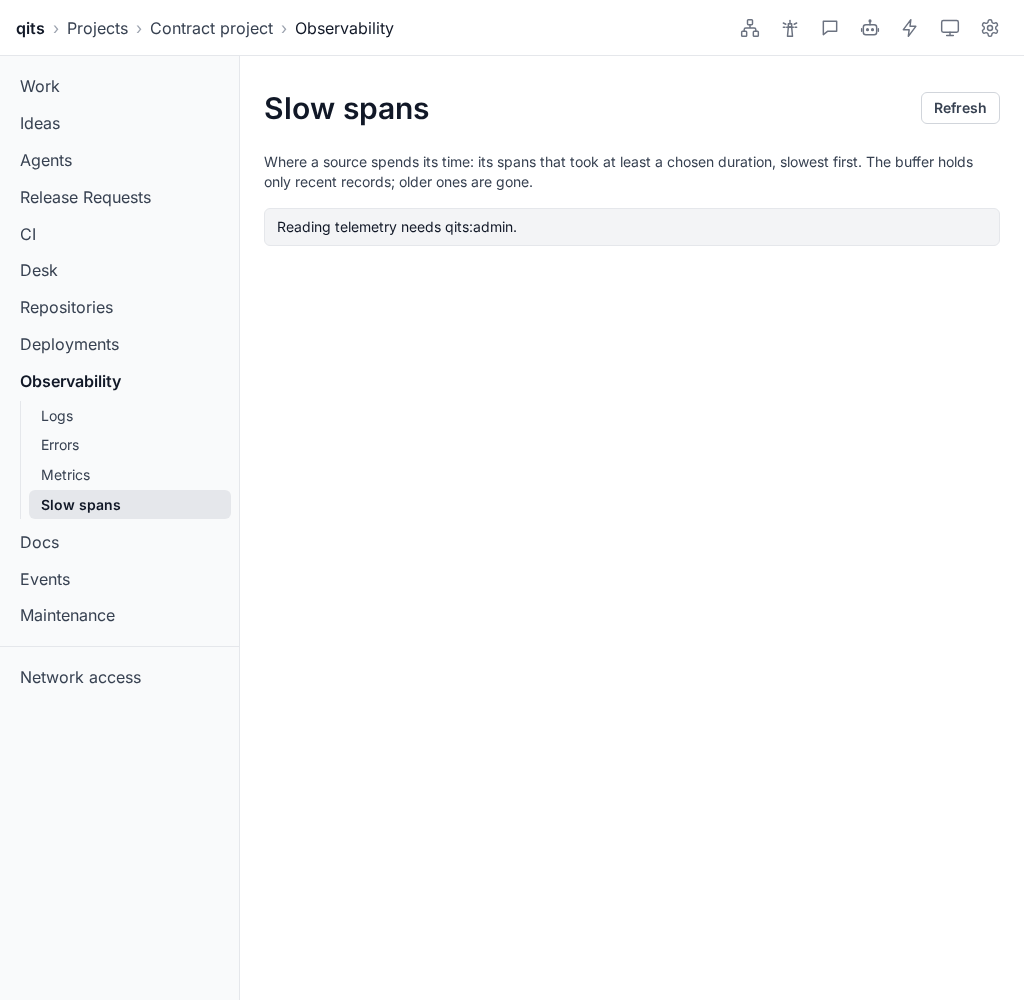 qits › Projects › Contract project › Observability
Work
Ideas
Agents
Release Requests
CI
Desk
Repositories
Deployments
Observability
Logs
Errors
Metrics
Slow spans
Docs
Events
Maintenance
Network access
Slow spans
Refresh
Where a source spends its time: its spans that took at least a chosen duration, slowest first. The buffer holds
only recent records; older ones are gone.
Reading telemetry needs qits:admin.